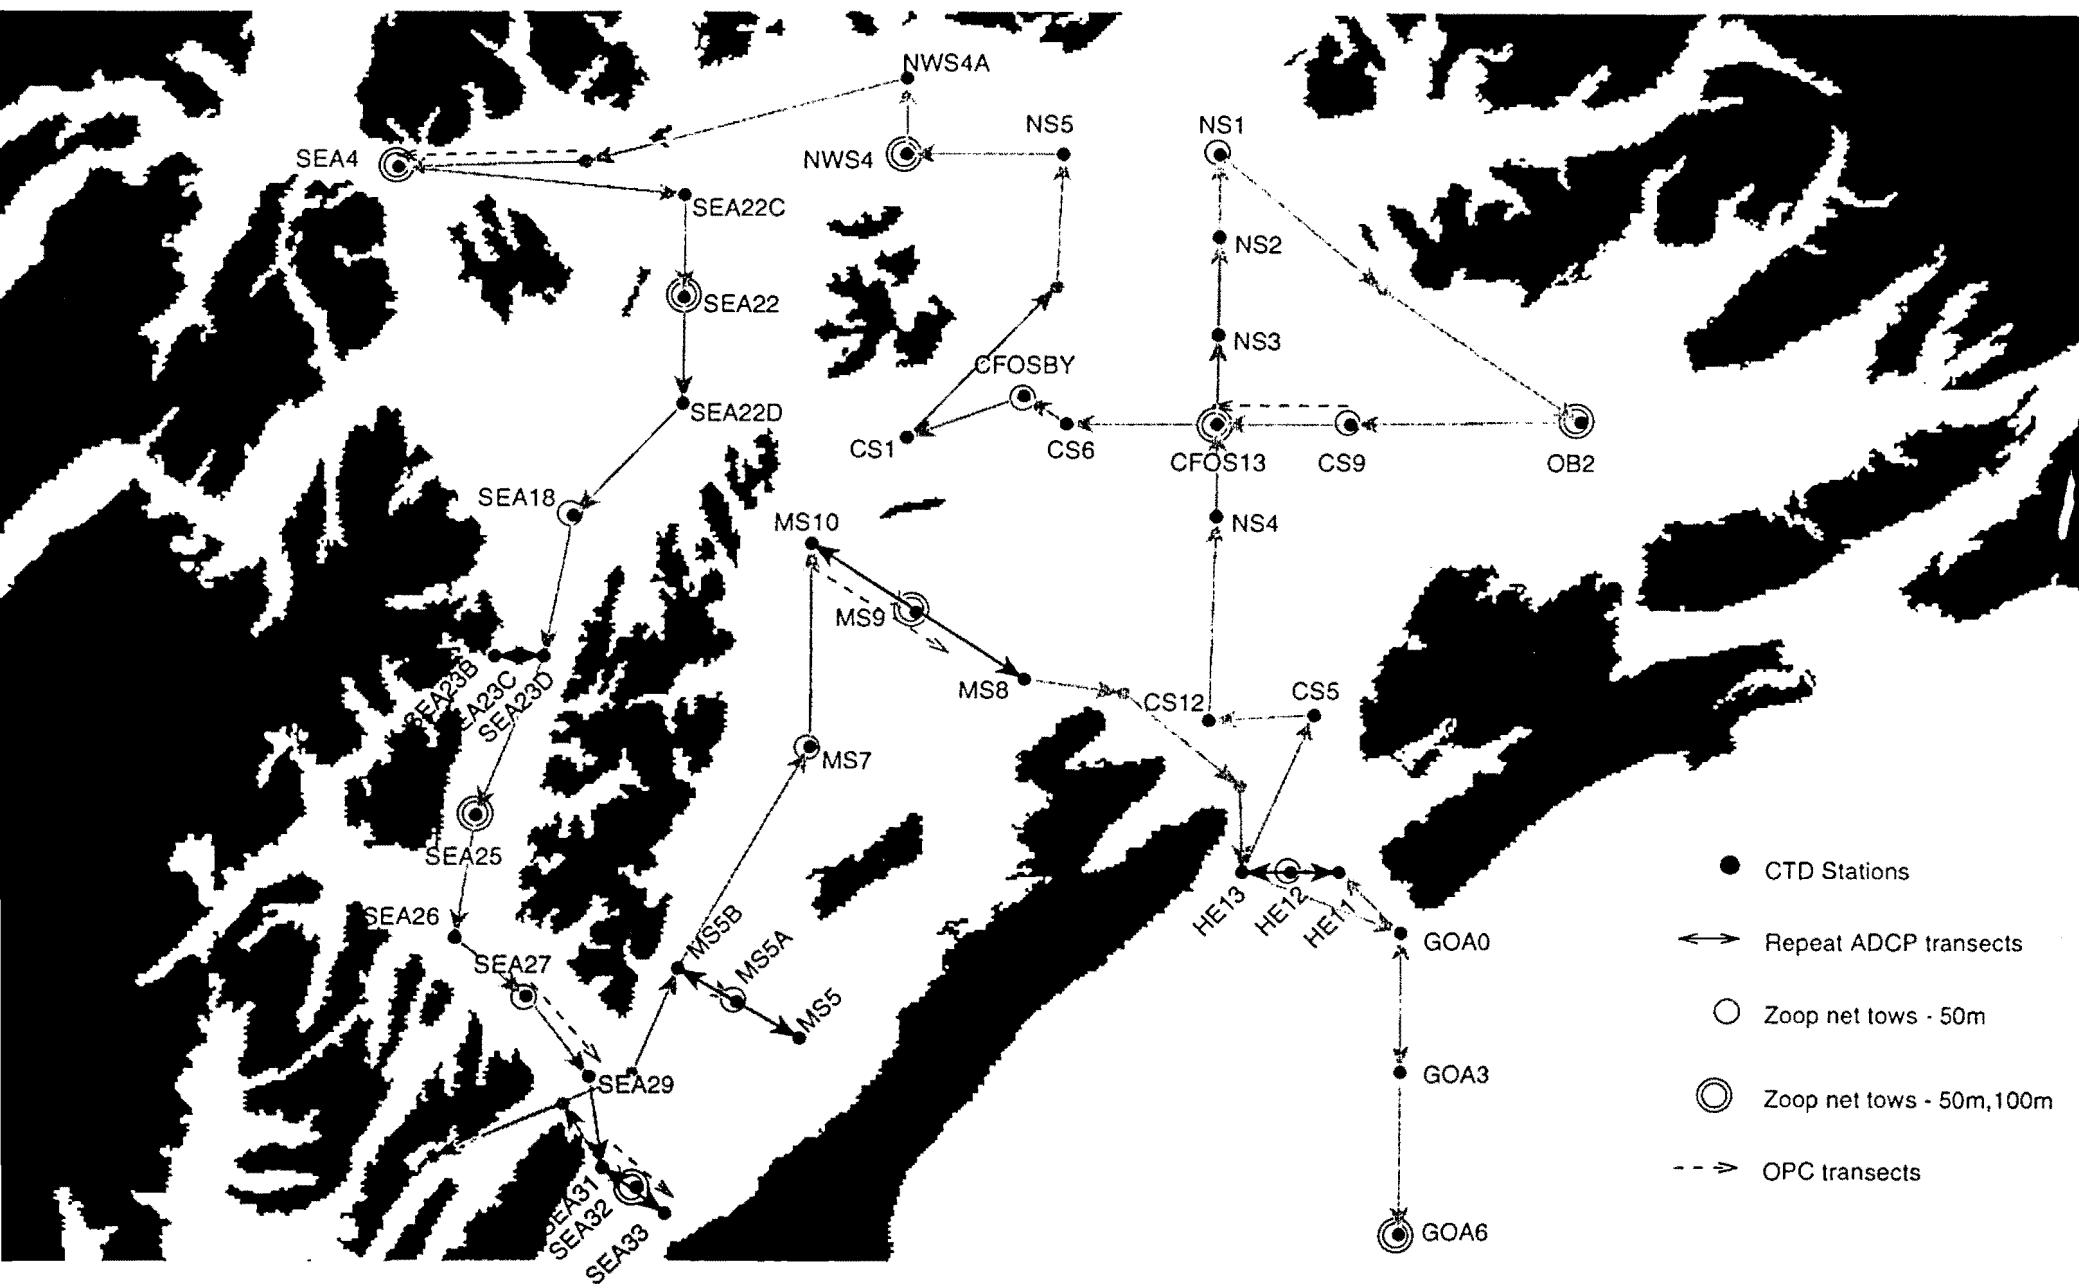 NWS4A
NS5
NS1
SEA4
NWS4
SEA22C
NS2
SEA22
NS3
CFOSBY
SEA22D
CS1
CS6
CFOS13
CS9
OB2
SEA18
MS10
NS4
MS9
SEA23B
EA23C
SEA23D
MS8
CS12
CS5
MS7
SEA25
CTD Stations
SEA26
MS5B
HE13
HE12
HE11
GOA0
Repeat ADCP transects
SEA27
MS5A
MS5
Zoop net tows - 50m
SEA29
GOA3
Zoop net tows - 50m,100m
OPC transects
SEA31
SEA32
SEA33
GOA6